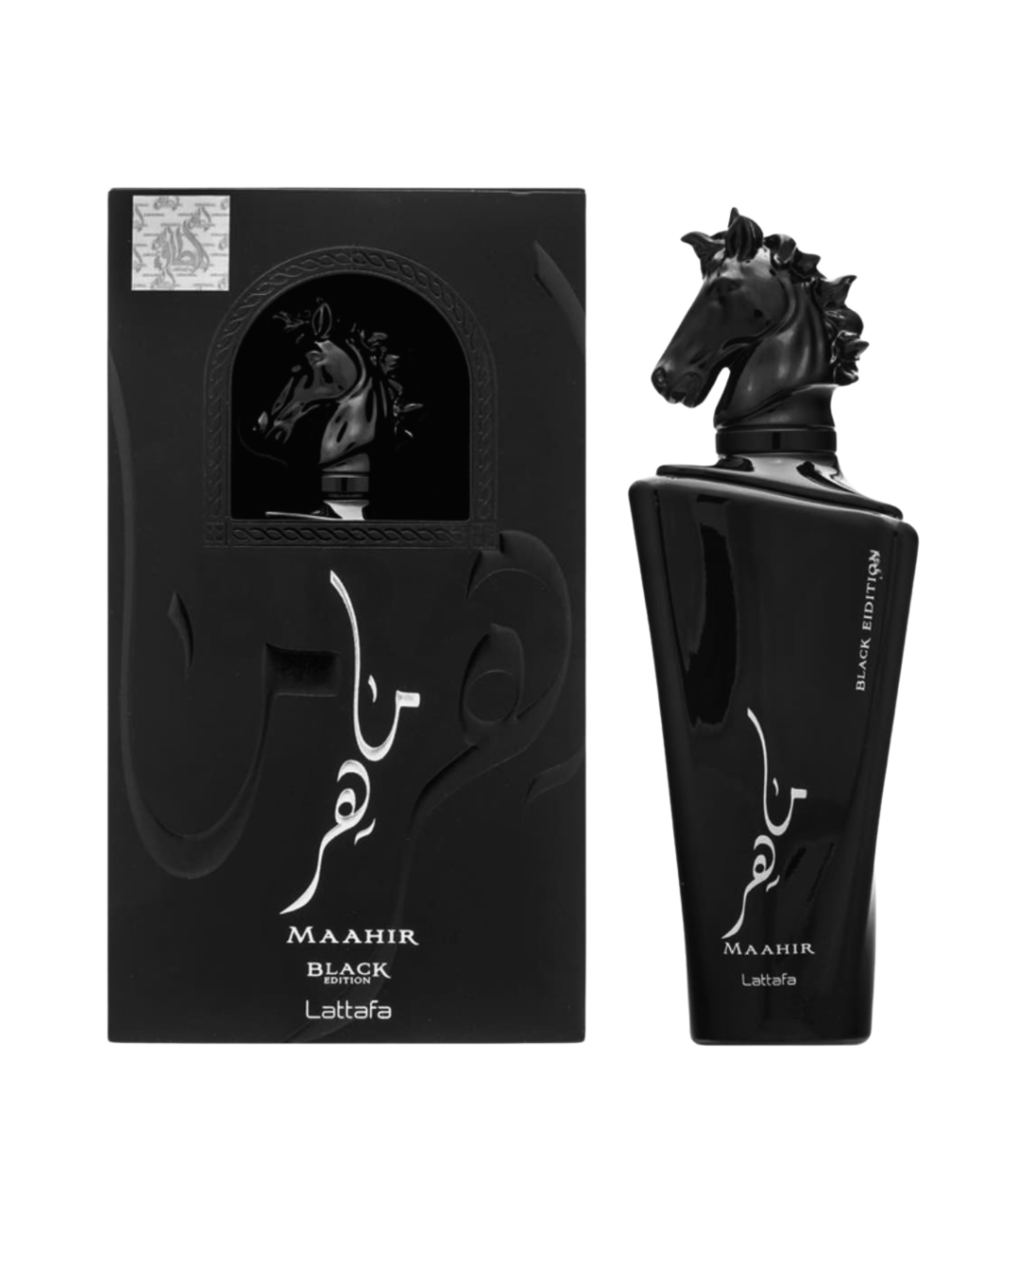 ماهر
MAAHIR
BLACK
EDITION
Lattafa
BLACK EIDITION
ماهر
MAAHIR
Lattafa